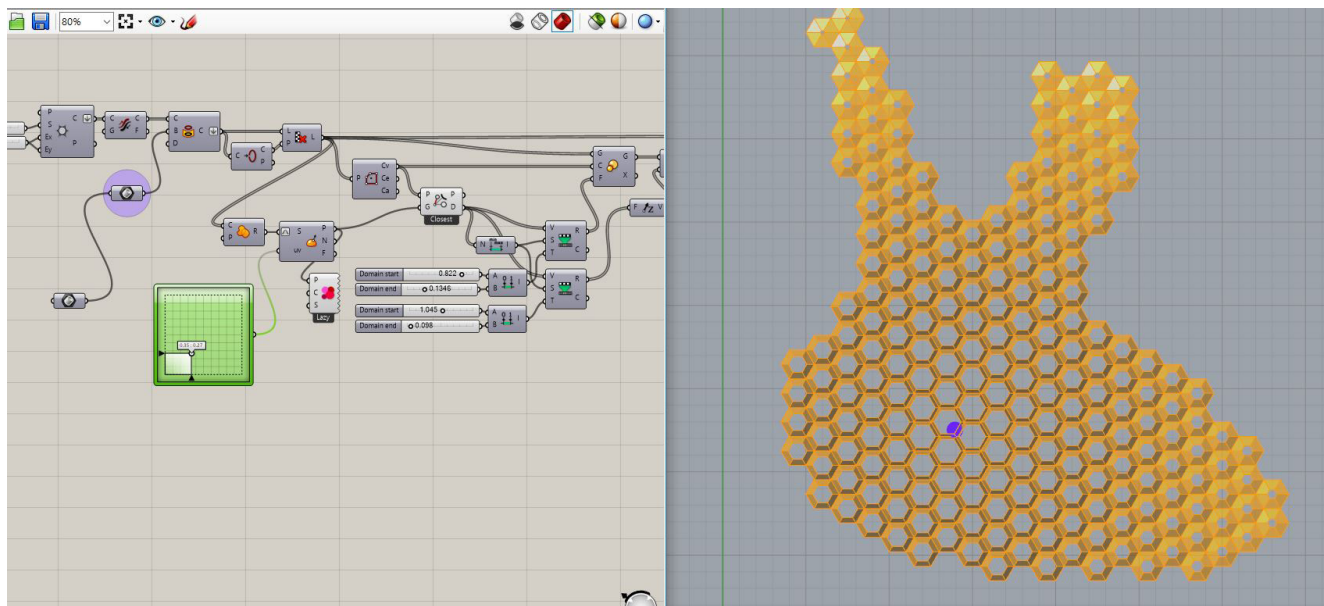 80%
P
S
Ex
Ey
C
P
C
G
C
F
C
B
D
C
C
C
P
L
P
L
P
Cv
Ce
Ca
G
C
F
G
X
P
G
P
D
Closest
F
V
C
P
R
S
uv
P
N
F
N
I
V
S
T
R
C
P
C
S
Lazy
Domain start 0.822
Domain end 0.1346
A
B
I
V
S
T
R
C
Domain start 1.045
Domain end 0.098
A
B
I